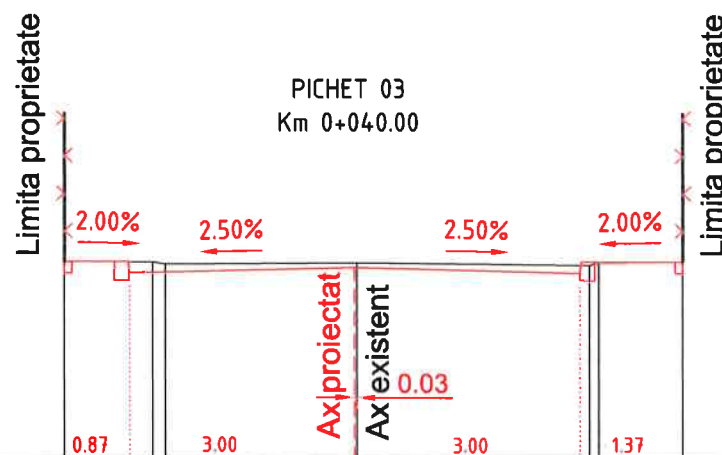 PICHET 03
Km 0+040.00
Limita proprietate
Limita proprietate
2.00%
2.50%
2.50%
2.00%
Ax proiectat
Ax existent
0.03
0.87
3.00
3.00
1.37